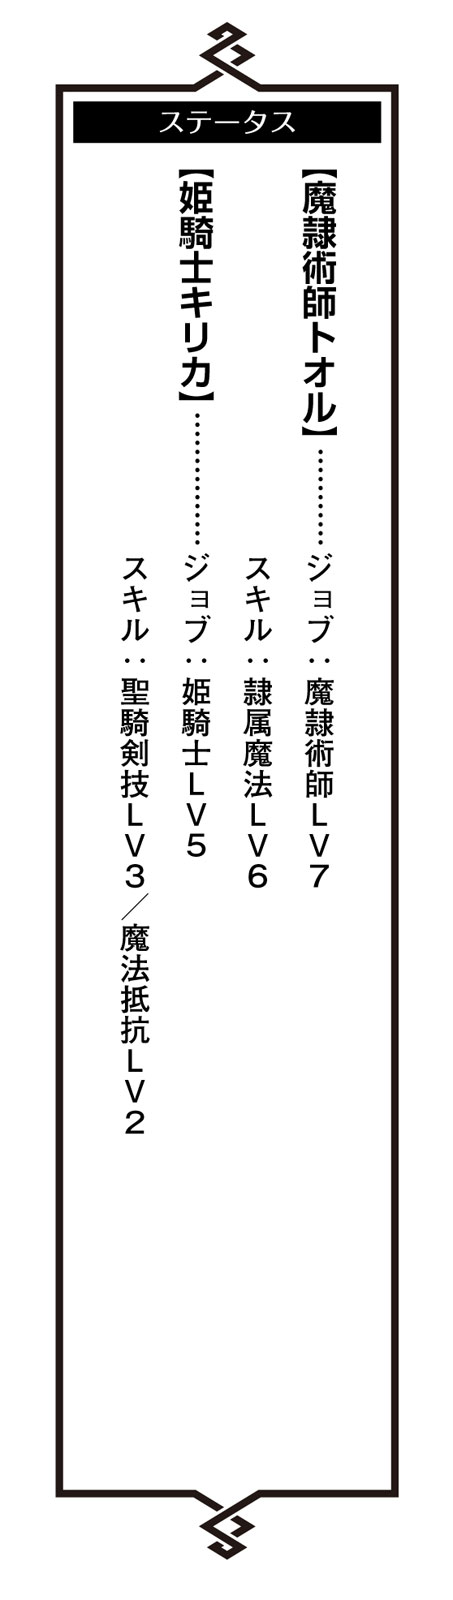 ステータス
【魔隷術師トオル】…………ジョブ：魔隷術師ＬＶ７
スキル：隷属魔法ＬＶ６
【姫騎士キリカ】………………ジョブ：姫騎士ＬＶ５
スキル：聖騎剣技ＬＶ３／魔法抵抗ＬＶ２